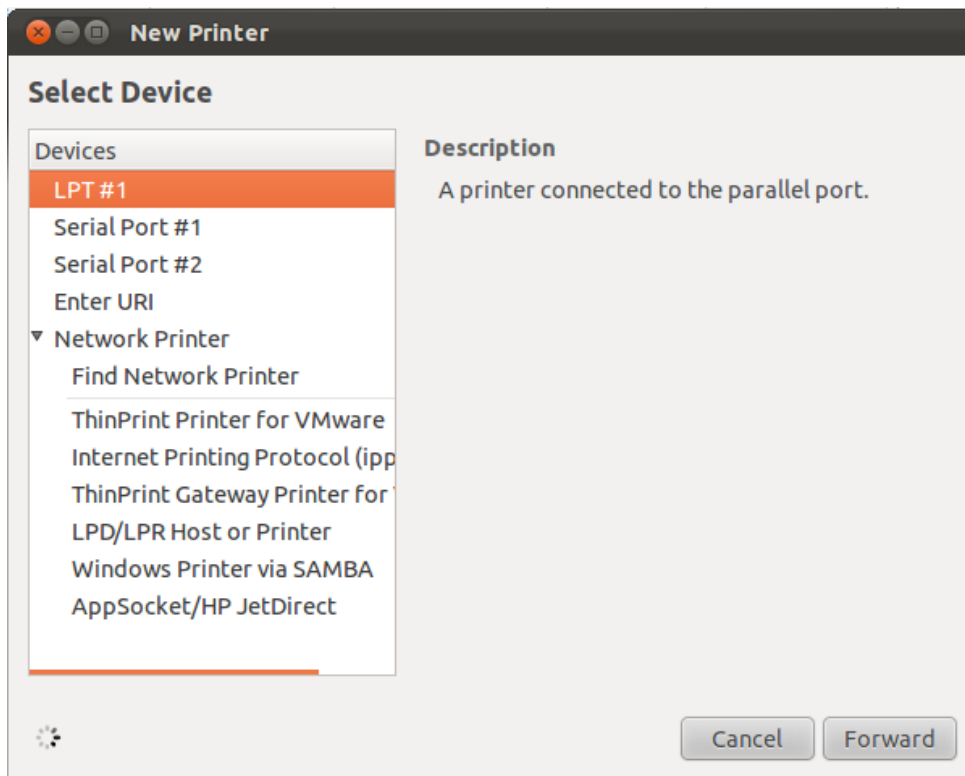 New Printer
Select Device
Devices
LPT #1
Serial Port #1
Serial Port #2
Enter URI
Network Printer
Find Network Printer
ThinPrint Printer for VMware
Internet Printing Protocol (ipp
ThinPrint Gateway Printer for
LPD/LPR Host or Printer
Windows Printer via SAMBA
AppSocket/HP JetDirect
Description
A printer connected to the parallel port.
Cancel
Forward